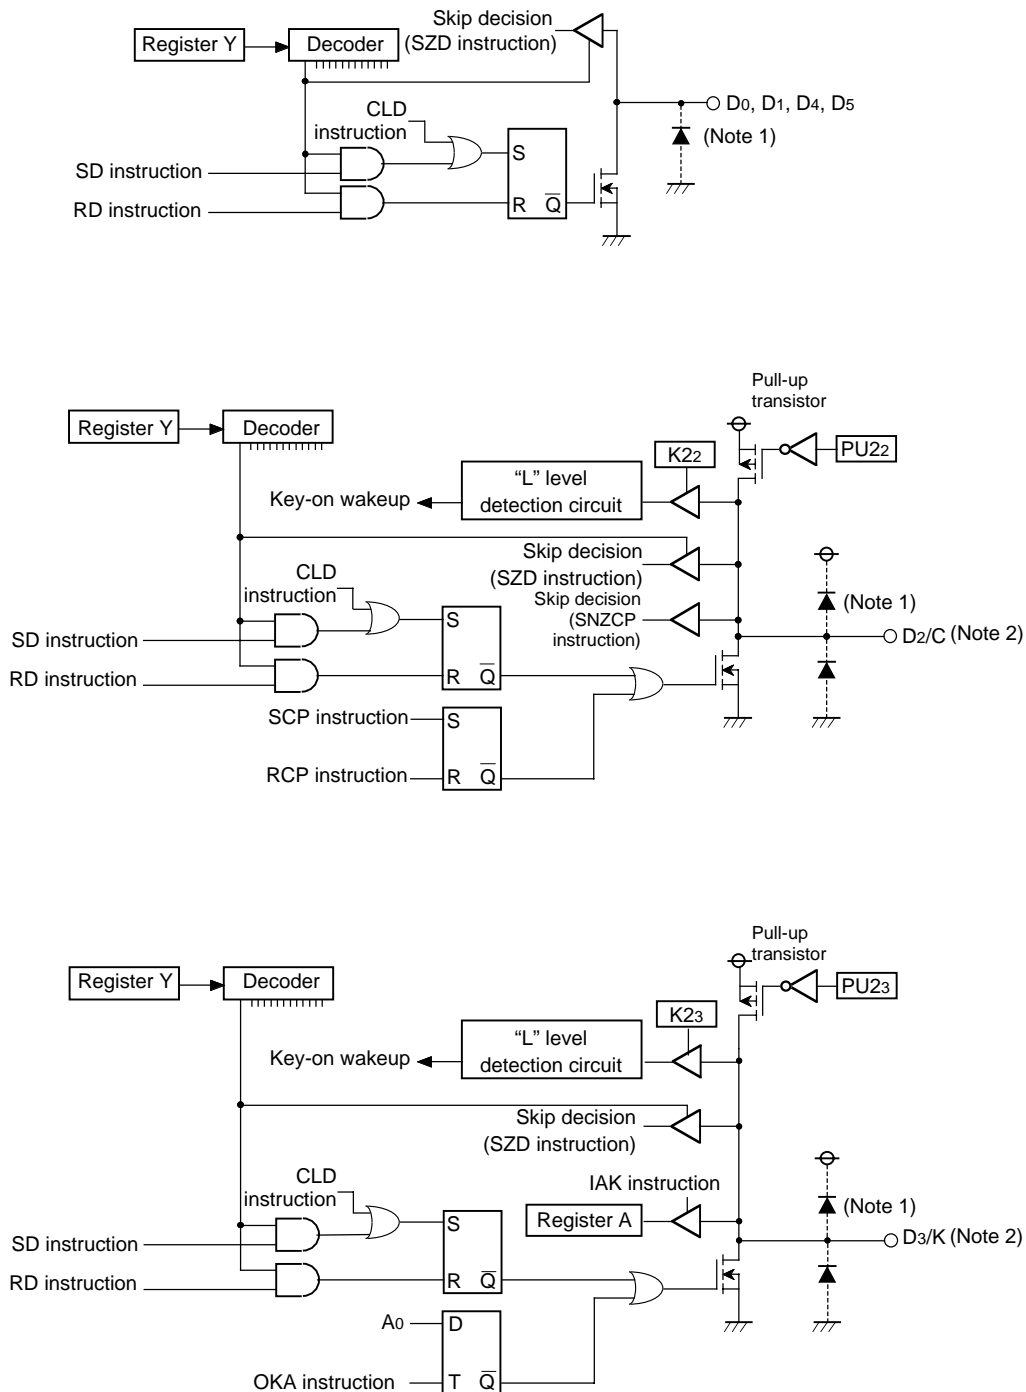 Skip decision
(SZD instruction)
Register Y
Decoder
D0, D1, D4, D5
(Note 1)
CLD
instruction
S
SD instruction
RD instruction
R
Q
Pull-up
transistor
Register Y
Decoder
K22
PU22
"L" level
detection circuit
Key-on wakeup
Skip decision
(SZD instruction)
CLD
instruction
Skip decision
(SNZCP
instruction)
(Note 1)
S
SD instruction
D2/C (Note 2)
RD instruction
R
Q
SCP instruction
S
RCP instruction
R
Q
Pull-up
transistor
Register Y
Decoder
PU23
K23
"L" level
detection circuit
Key-on wakeup
Skip decision
(SZD instruction)
CLD
instruction
IAK instruction
(Note 1)
S
Register A
SD instruction
D3/K (Note 2)
RD instruction
R
Q
A0
D
OKA instruction
T
Q